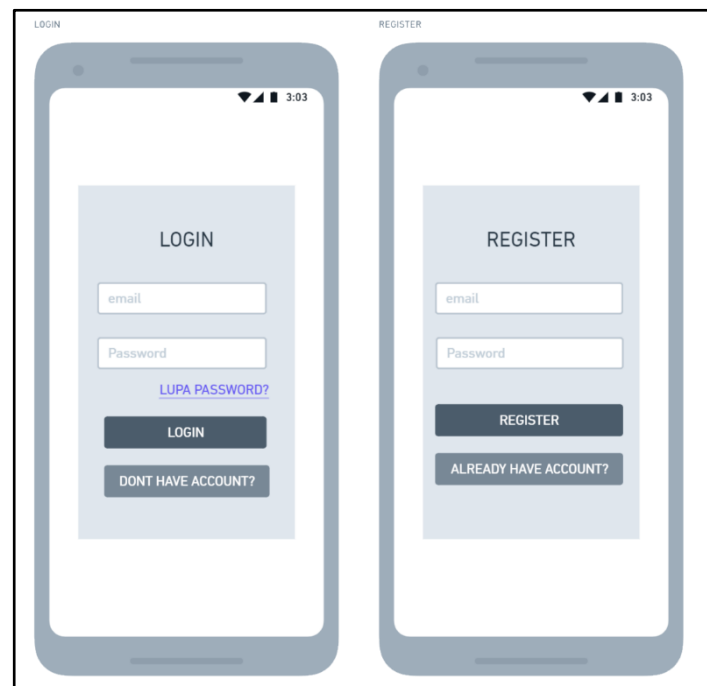 LOGIN
3:03
LOGIN
email
Password
LUPA PASSWORD?
LOGIN
DONT HAVE ACCOUNT?
REGISTER
3:03
REGISTER
email
Password
REGISTER
ALREADY HAVE ACCOUNT?